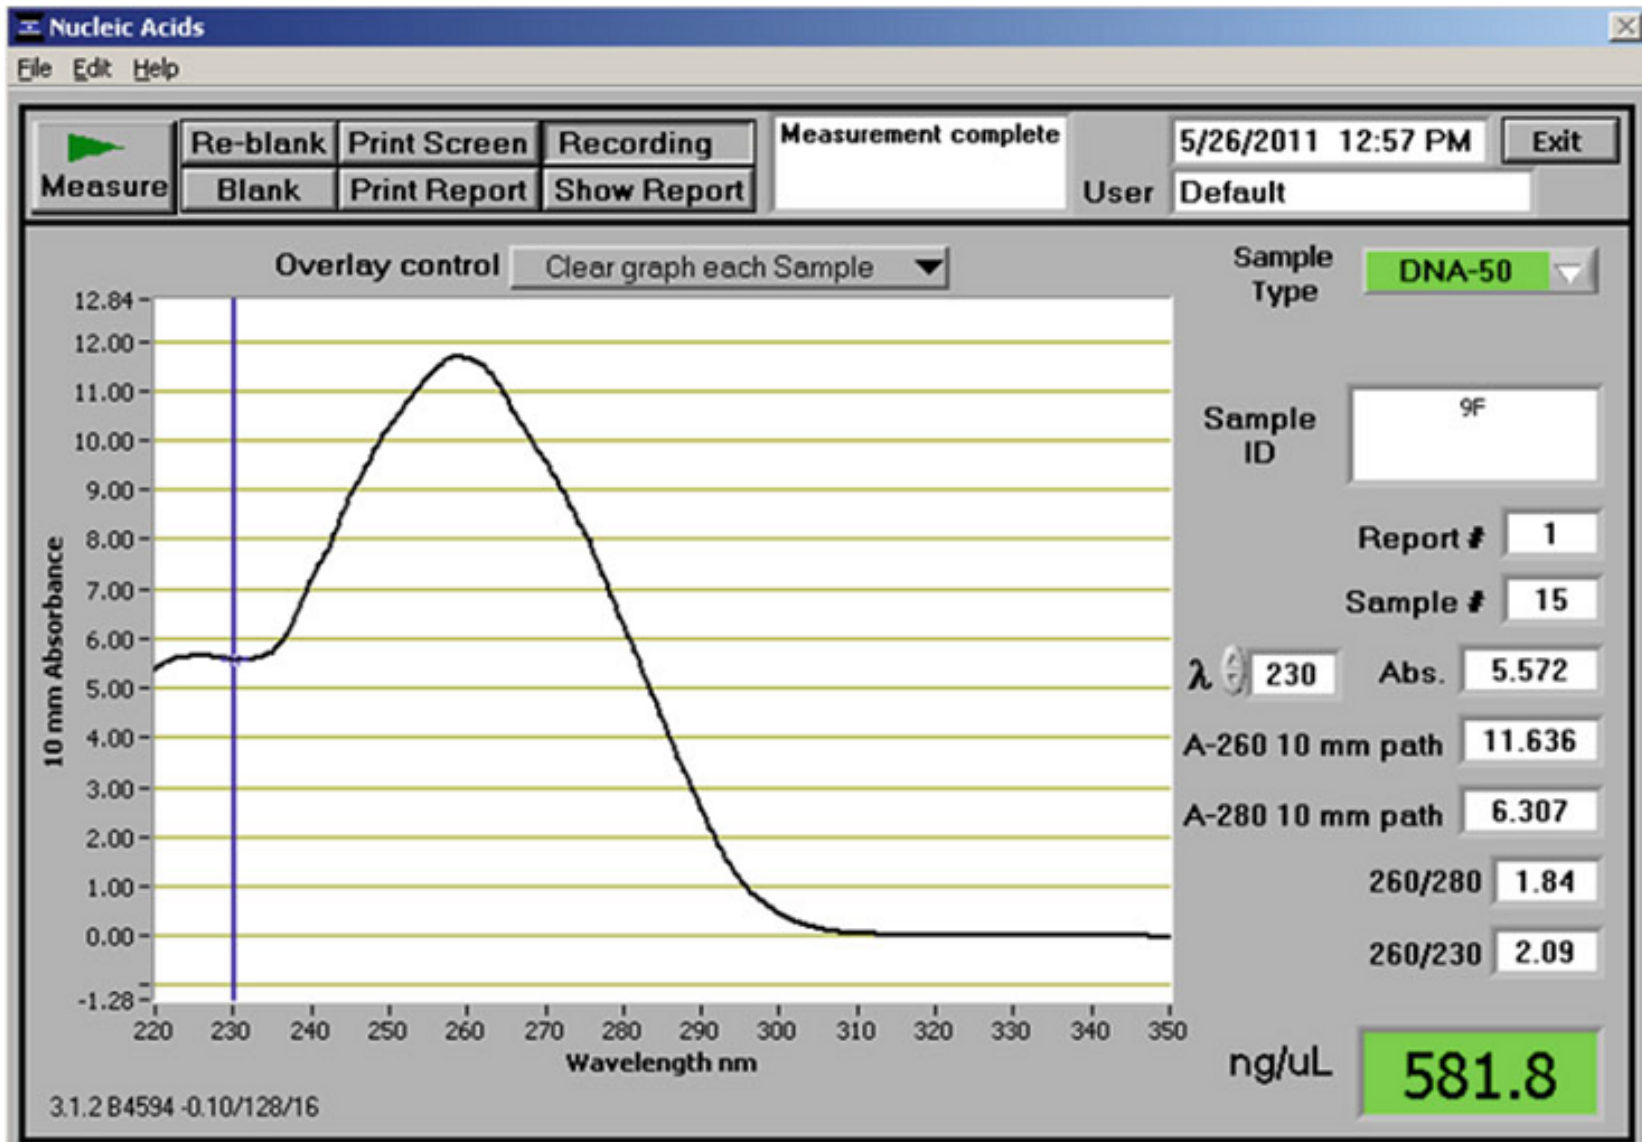 Nucleic Acids
File Edit Help
Measure
Re-blank Print Screen Recording
Blank Print Report Show Report
Measurement complete
5/26/2011 12:57 PM Exit
User Default
Overlay control Clear graph each Sample
Sample Type DNA-50
Sample ID 9F
Report # 1
Sample # 15
λ 230 Abs. 5.572
A-260 10 mm path 11.636
A-280 10 mm path 6.307
260/280 1.84
260/230 2.09
ng/uL 581.8
10 mm Absorbance
12.84
12.00
11.00
10.00
9.00
8.00
7.00
6.00
5.00
4.00
3.00
2.00
1.00
0.00
-1.28
220 230 240 250 260 270 280 290 300 310 320 330 340 350
Wavelength nm
3.1.2 B4594 -0.10/128/16